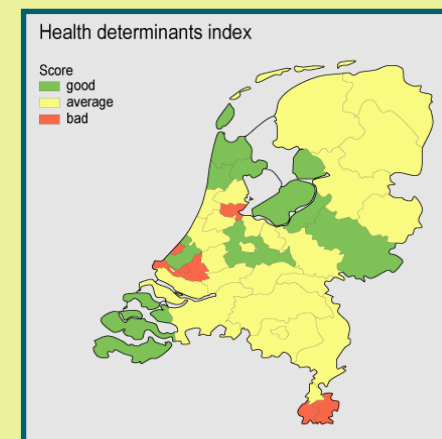 Health determinants index
Score
good
average
bad